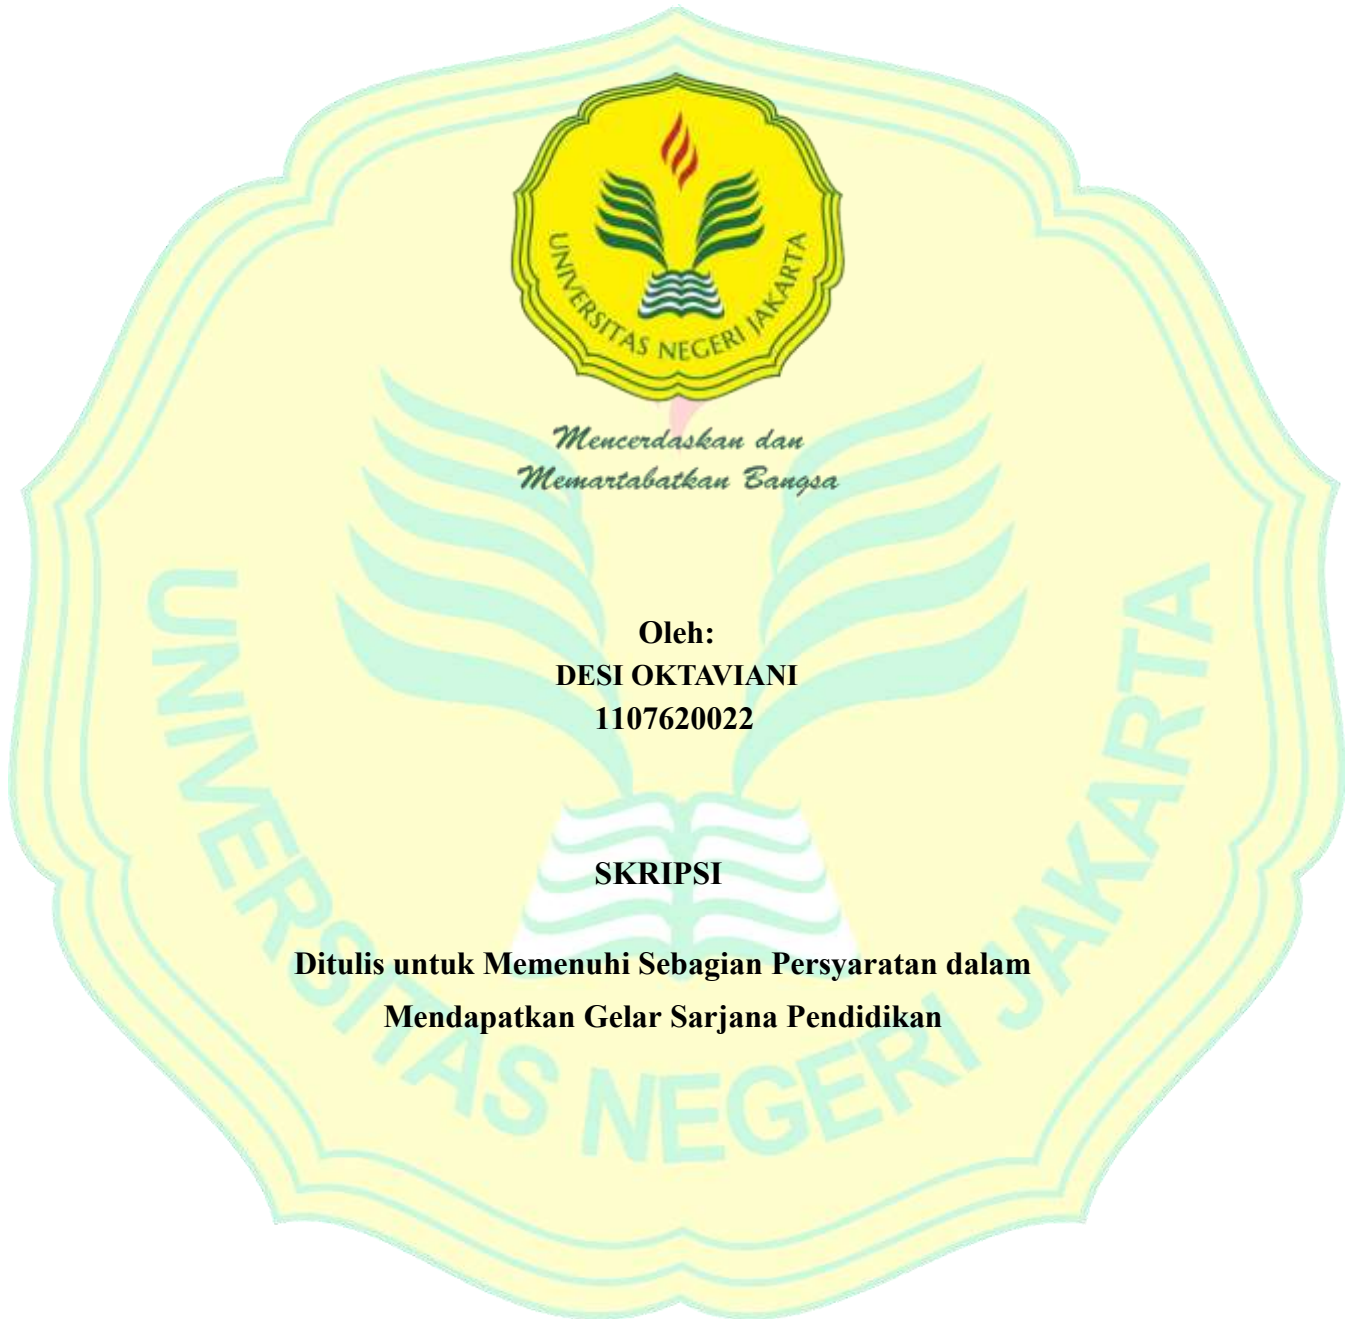 UNIVERSITAS NEGERI JAKARTA
Mencerdaskan dan
Memartabatkan Bangsa
Oleh:
DESI OKTAVIANI
1107620022
SKRIPSI
Ditulis untuk Memenuhi Sebagian Persyaratan dalam
Mendapatkan Gelar Sarjana Pendidikan
UNIVERSITAS NEGERI JAKARTA